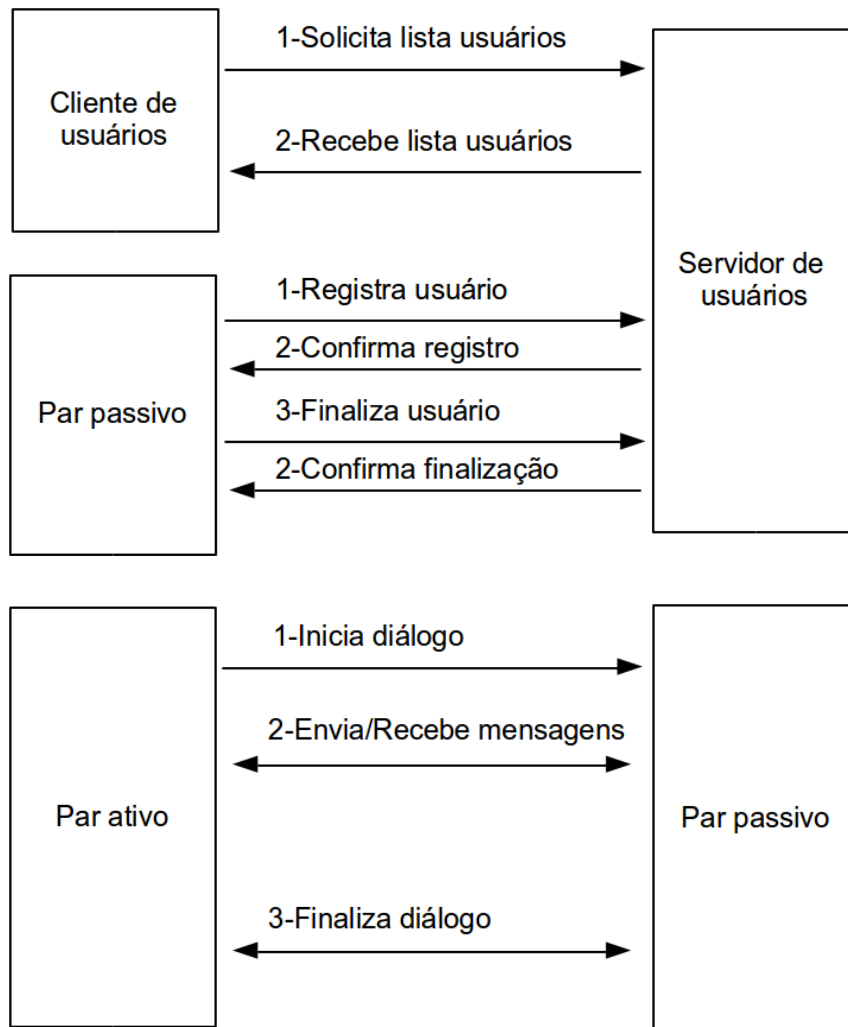 1-Solicita lista usuários
Cliente de
usuários
2-Recebe lista usuários
Servidor de
usuários
1-Registra usuário
2-Confirma registro
Par passivo
3-Finaliza usuário
2-Confirma finalização
1-Inicia diálogo
2-Envia/Recebe mensagens
Par ativo
Par passivo
3-Finaliza diálogo